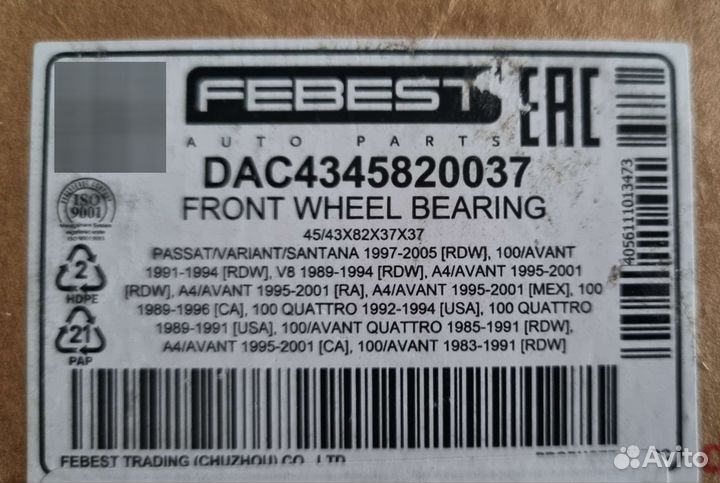 FEBEST
EAC
AUTO PARTS
DAC4345820037
FRONT WHEEL BEARING
45/43X82X37X37
PASSAT/VARIANT/SANTANA 1997-2005 [RDW], 100/AVANT
1991-1994 [RDW], V8 1989-1994 [RDW], A4/AVANT 1995-2001
[RDW], A4/AVANT 1995-2001 [RA], A4/AVANT 1995-2001 [MEX], 100
1989-1996 [CA], 100 QUATTRO 1992-1994 [USA], 100 QUATTRO
1989-1991 [USA], 100/AVANT QUATTRO 1985-1991 [RDW],
A4/AVANT 1995-2001 [CA], 100/AVANT 1983-1991 [RDW]
ISO
9001
2
HDPE
21
PAP
4056111013473
FEBEST TRADING (CHUZHOU) CO., LTD
Avito